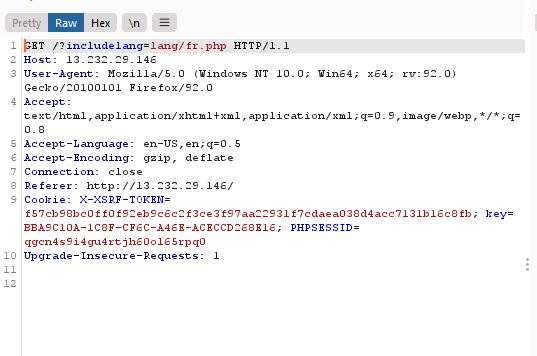 Pretty Raw Hex \n ≡
1 GET /?includelang=lang/fr.php HTTP/1.1
2 Host: 13.232.29.146
3 User-Agent: Mozilla/5.0 (Windows NT 10.0; Win64; x64; rv:92.0)
Gecko/20100101 Firefox/92.0
4 Accept:
text/html,application/xhtml+xml,application/xml;q=0.9,image/webp,*/*;q=
0.8
5 Accept-Language: en-US,en;q=0.5
6 Accept-Encoding: gzip, deflate
7 Connection: close
8 Referer: http://13.232.29.146/
9 Cookie: X-XSRF-TOKEN=
f57cb98bc0ff0f92eb9c6c2f3ce3f97aa22931f7cdaea038d4acc7131b16c8fb; key=
BBA9C10A-1C8F-CF6C-A46E-ACECCD268E16; PHPSESSID=
qgcn4s9i4gu4rtjh60ol65rpq0
10 Upgrade-Insecure-Requests: 1
11
12